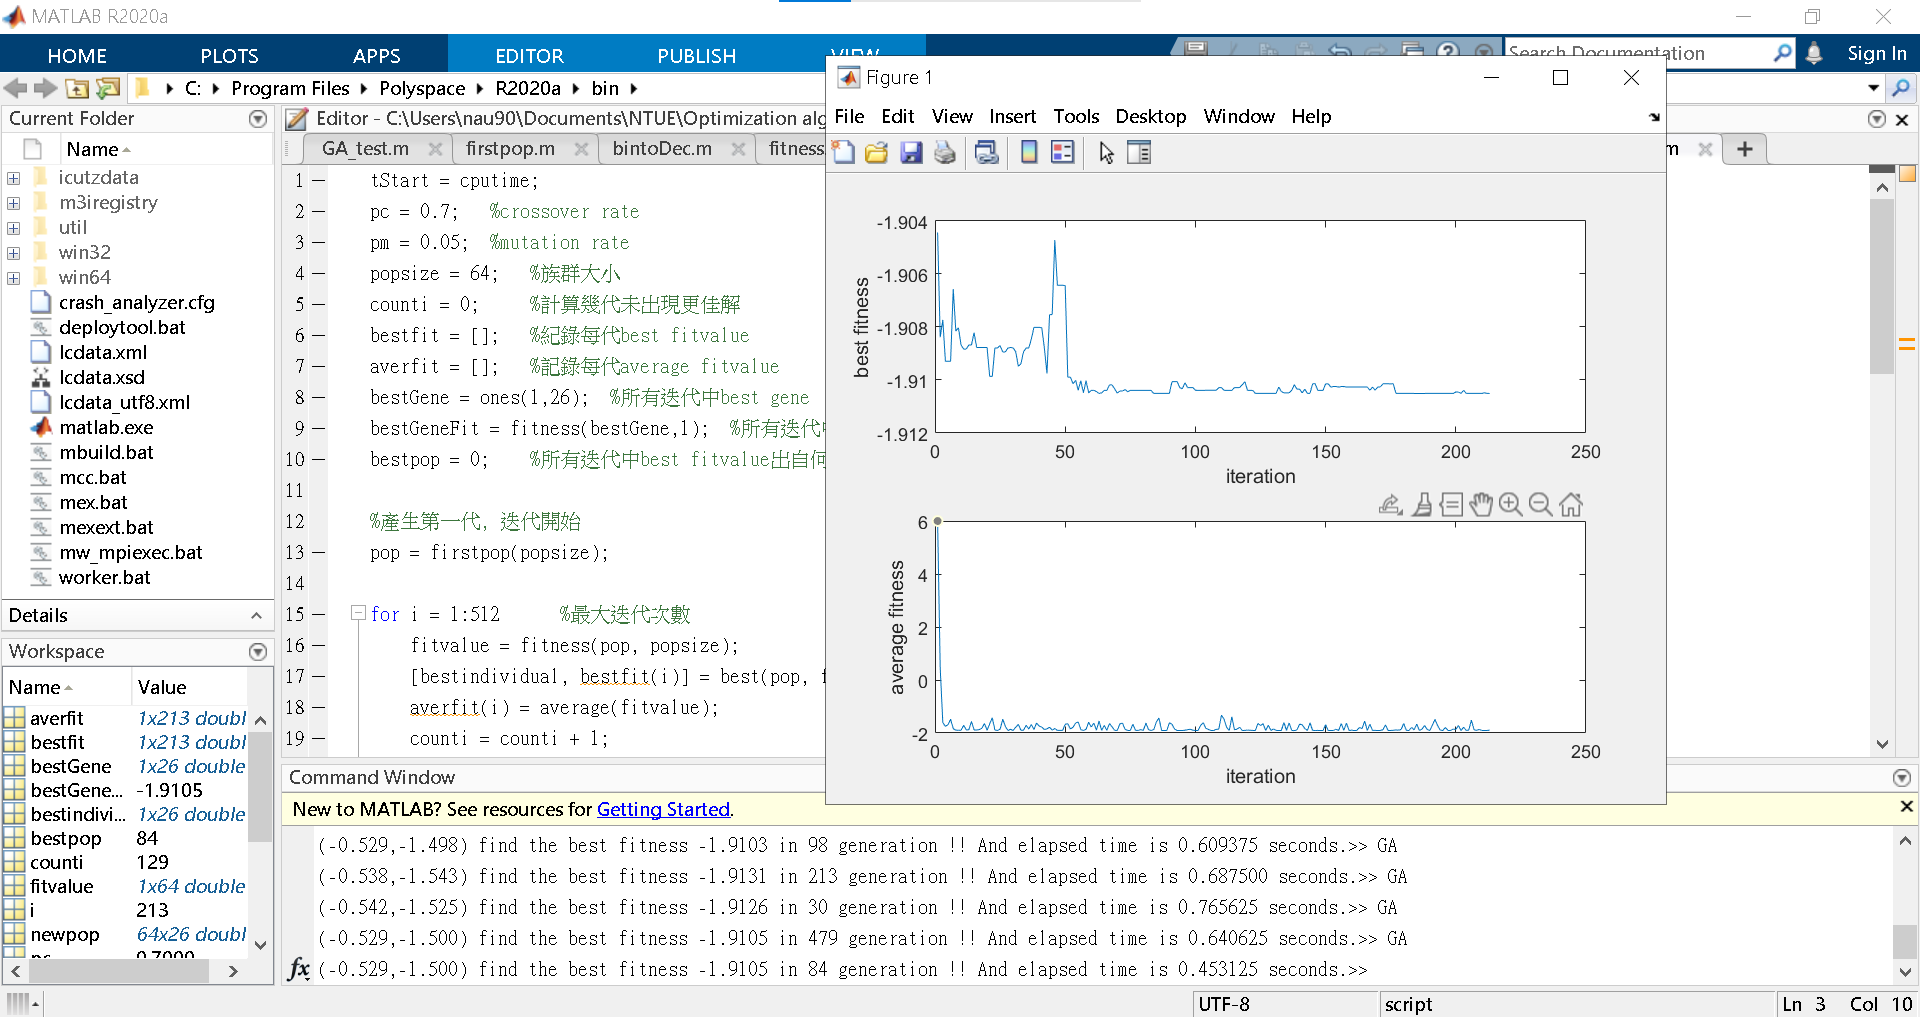 MATLAB R2020a
HOME PLOTS APPS EDITOR PUBLISH VIEW
Search Documentation
Sign In
C: Program Files Polyspace R2020a bin
Current Folder
Name
icutzdata
m3iregistry
util
win32
win64
crash_analyzer.cfg
deploytool.bat
lcdata.xml
lcdata.xsd
lcdata_utf8.xml
matlab.exe
mbuild.bat
mcc.bat
mex.bat
mexext.bat
mw_mpiexec.bat
worker.bat
Details
Workspace
Name Value
averfit 1x213 doubl
bestfit 1x213 doubl
bestGene 1x26 double
bestGene... -1.9105
bestindivi... 1x26 double
bestpop 84
counti 129
fitvalue 1x64 double
i 213
newpop 64x26 doubl
Editor - C:\Users\nau90\Documents\NTUE\Optimization alg
GA_test.m firstpop.m bintoDec.m fitness m
1 tStart = cputime;
2 pc = 0.7; %crossover rate
3 pm = 0.05; %mutation rate
4 popsize = 64; %族群大小
5 counti = 0; %計算幾代未出現更佳解
6 bestfit = []; %紀錄每代best fitvalue
7 averfit = []; %記錄每代average fitvalue
8 bestGene = ones(1,26); %所有迭代中best gene
9 bestGeneFit = fitness(bestGene,1); %所有迭代
10 bestpop = 0; %所有迭代中best fitvalue出自何
11
12 %產生第一代, 迭代開始
13 pop = firstpop(popsize);
14
15 for i = 1:512 %最大迭代次數
16 fitvalue = fitness(pop, popsize);
17 [bestindividual, bestfit(i)] = best(pop, f
18 averfit(i) = average(fitvalue);
19 counti = counti + 1;
Figure 1
File Edit View Insert Tools Desktop Window Help
best fitness
-1.904
-1.906
-1.908
-1.91
-1.912
0 50 100 150 200 250
iteration
average fitness
6
4
2
0
-2
0 50 100 150 200 250
iteration
Command Window
New to MATLAB? See resources for Getting Started.
(-0.529,-1.498) find the best fitness -1.9103 in 98 generation !! And elapsed time is 0.609375 seconds.>> GA
(-0.538,-1.543) find the best fitness -1.9131 in 213 generation !! And elapsed time is 0.687500 seconds.>> GA
(-0.542,-1.525) find the best fitness -1.9126 in 30 generation !! And elapsed time is 0.765625 seconds.>> GA
(-0.529,-1.500) find the best fitness -1.9105 in 479 generation !! And elapsed time is 0.640625 seconds.>> GA
fx (-0.529,-1.500) find the best fitness -1.9105 in 84 generation !! And elapsed time is 0.453125 seconds.>>
UTF-8 script Ln 3 Col 10